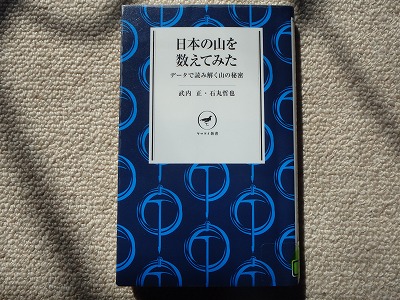 日本の山を
数えてみた
データで読み解く山の秘密
武内 正・石丸哲也
ヤマケイ新書